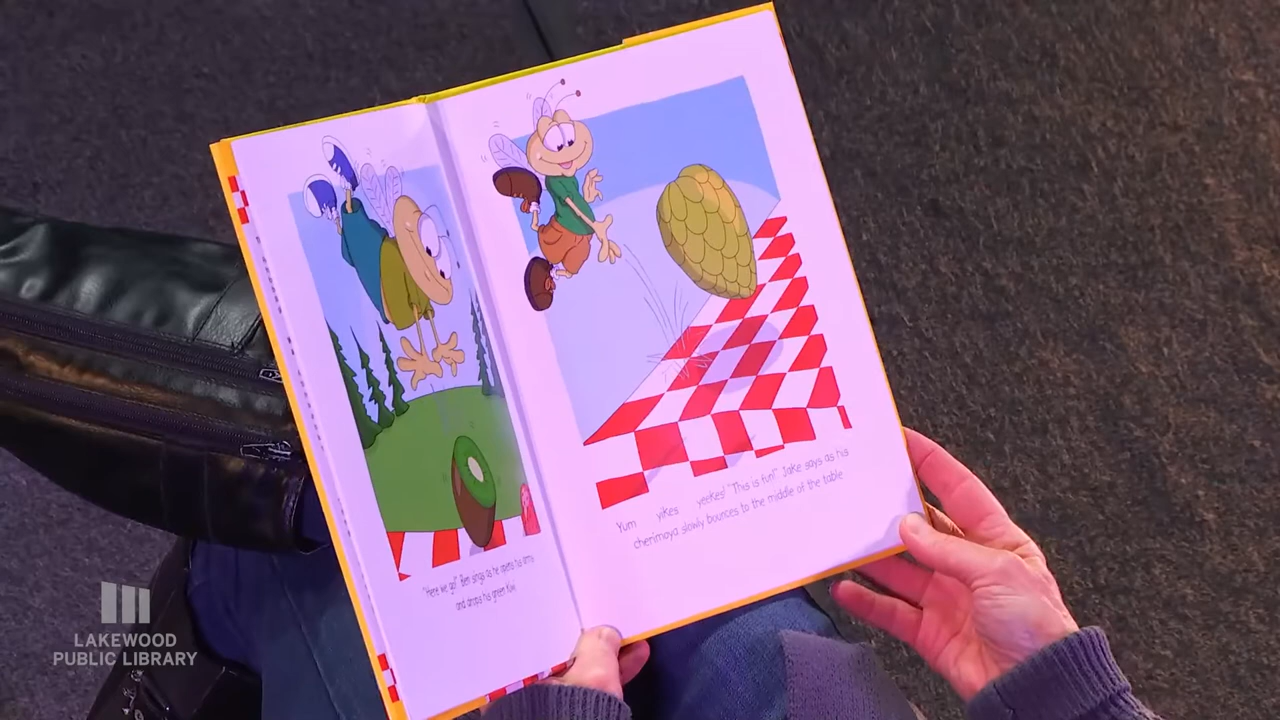 "Here we go!" Ben sings as he opens his arms
and drops his green Kiwi
Yum yikes yeekes! "This is fun!" Jake says as his
cherimoya slowly bounces to the middle of the table
LAKEWOOD
PUBLIC LIBRARY